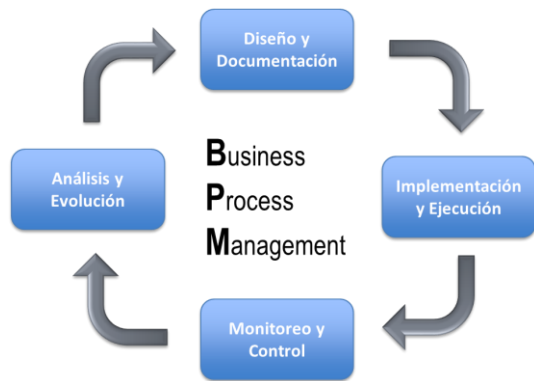 Diseño y
Documentación
Implementación
y Ejecución
Monitoreo y
Control
Análisis y
Evolución
Business
Process
Management